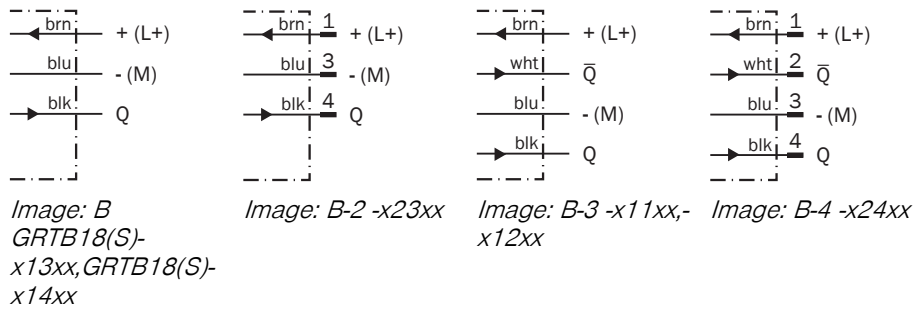 brn + (L+)
blu - (M)
blk Q
Image: B
GRTB18(S)-
x13xx,GRTB18(S)-
x14xx
brn 1 + (L+)
blu 3 - (M)
blk 4 Q
Image: B-2 -x23xx
brn + (L+)
wht Q̅
blu - (M)
blk Q
Image: B-3 -x11xx,-
x12xx
brn 1 + (L+)
wht 2 Q̅
blu 3 - (M)
blk 4 Q
Image: B-4 -x24xx